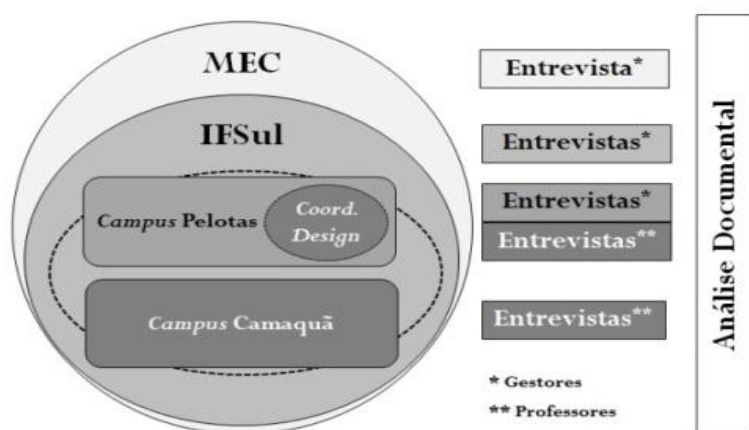 MEC
IFSul
Campus Pelotas
Coord.
Design
Campus Camaquã
Entrevista*
Entrevistas*
Entrevistas*
Entrevistas**
Entrevistas**
* Gestores
** Professores
Análise Documental